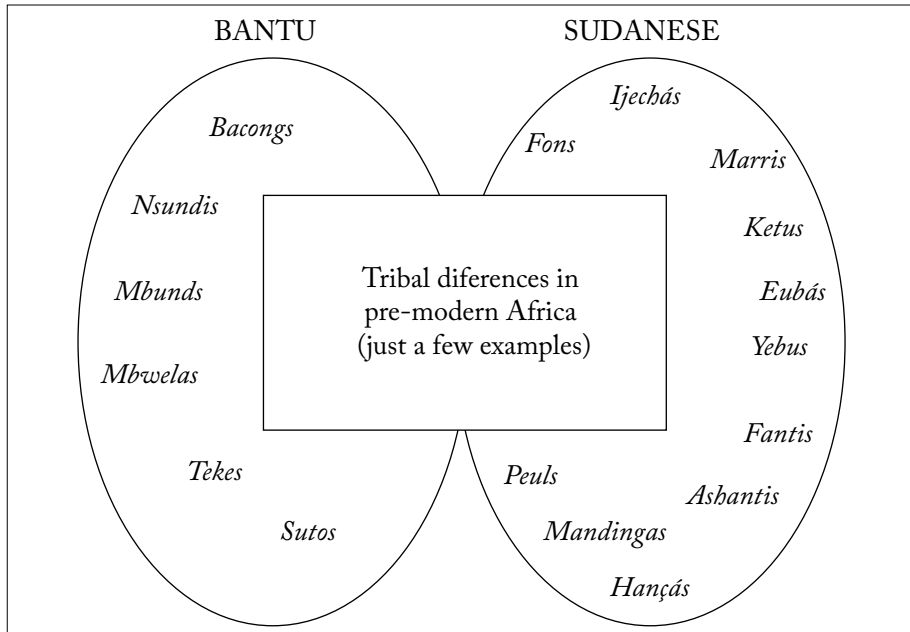 BANTU
SUDANESE
Bacongs
Nsundis
Mbunds
Mbwelas
Tekes
Sutos
Tribal diferences in
pre-modern Africa
(just a few examples)
Ijechás
Fons
Marris
Ketus
Eubás
Yebus
Fantis
Peuls
Ashantis
Mandingas
Hançás